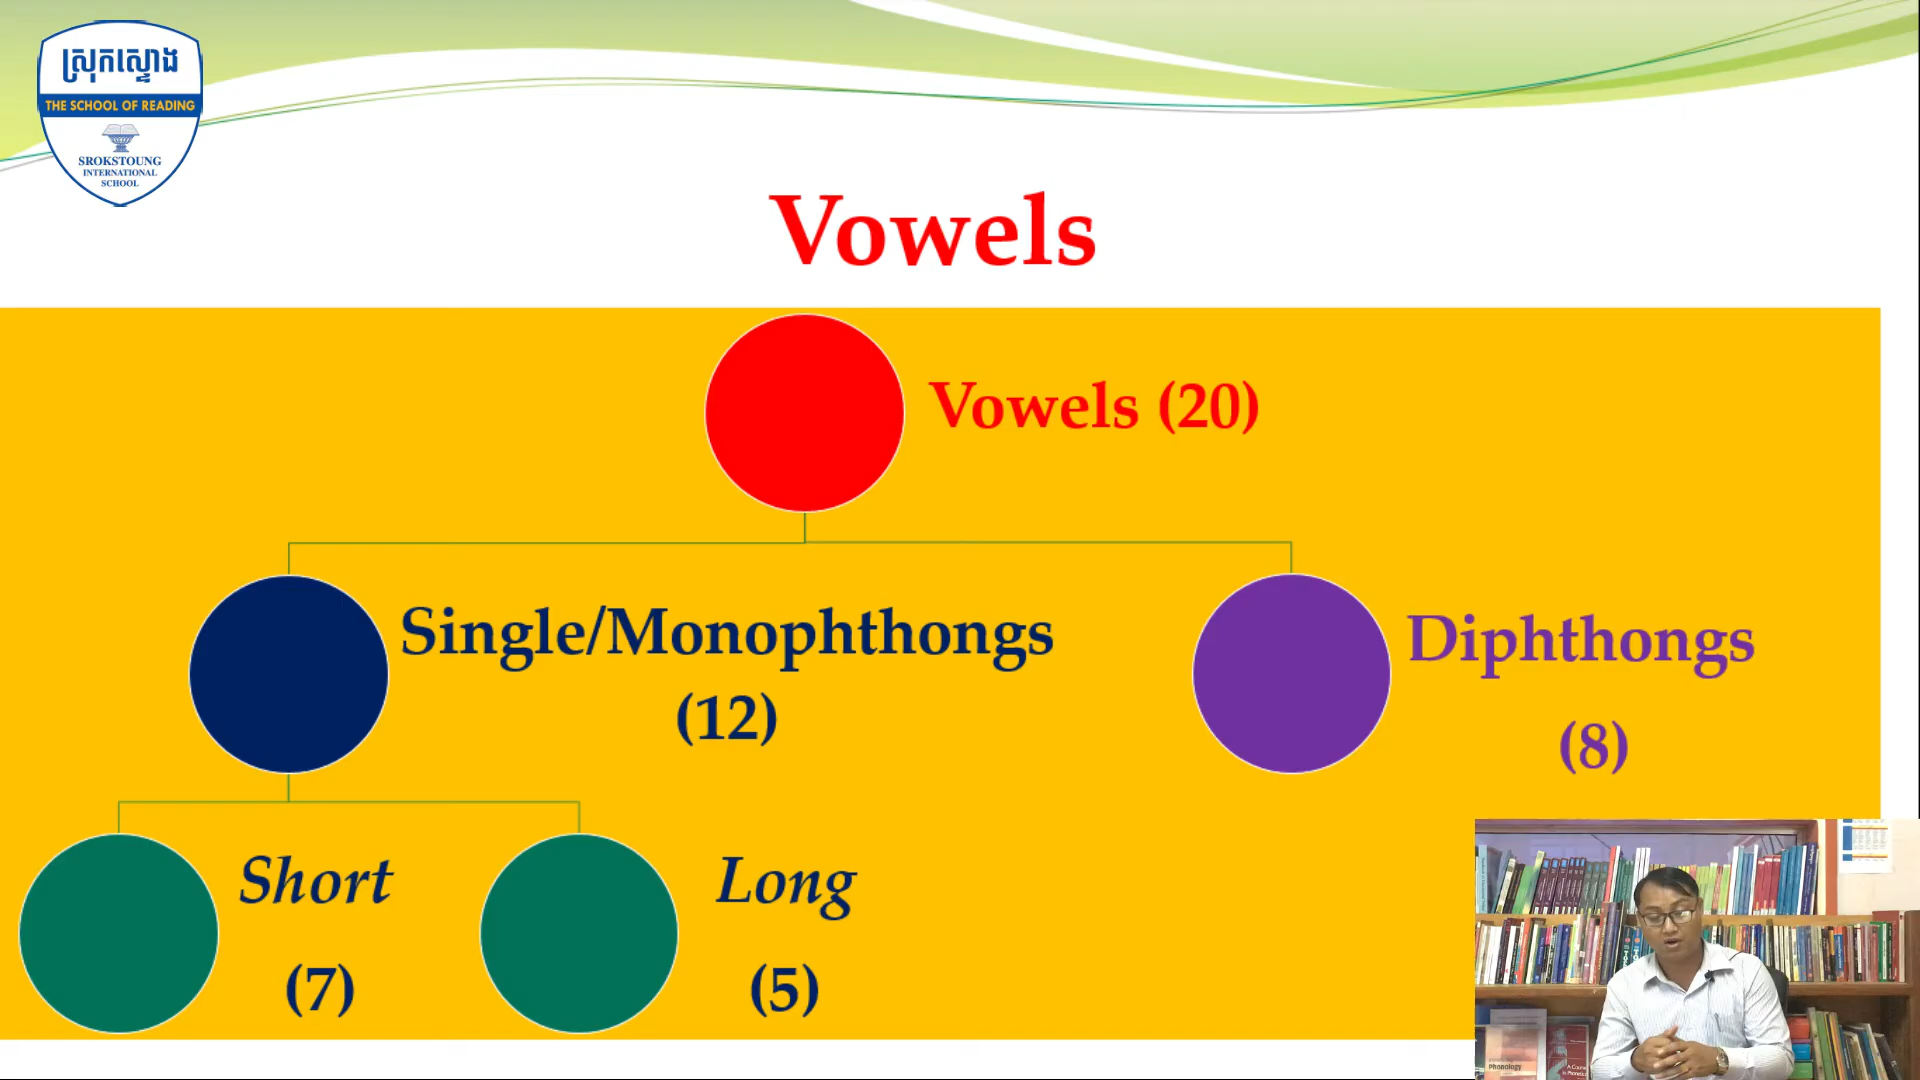 ស្រុកស្ទោង
THE SCHOOL OF READING
SROKSTOUNG
INTERNATIONAL
SCHOOL
Vowels
Vowels (20)
Single/Monophthongs
(12)
Diphthongs
(8)
Short
(7)
Long
(5)
Phonology